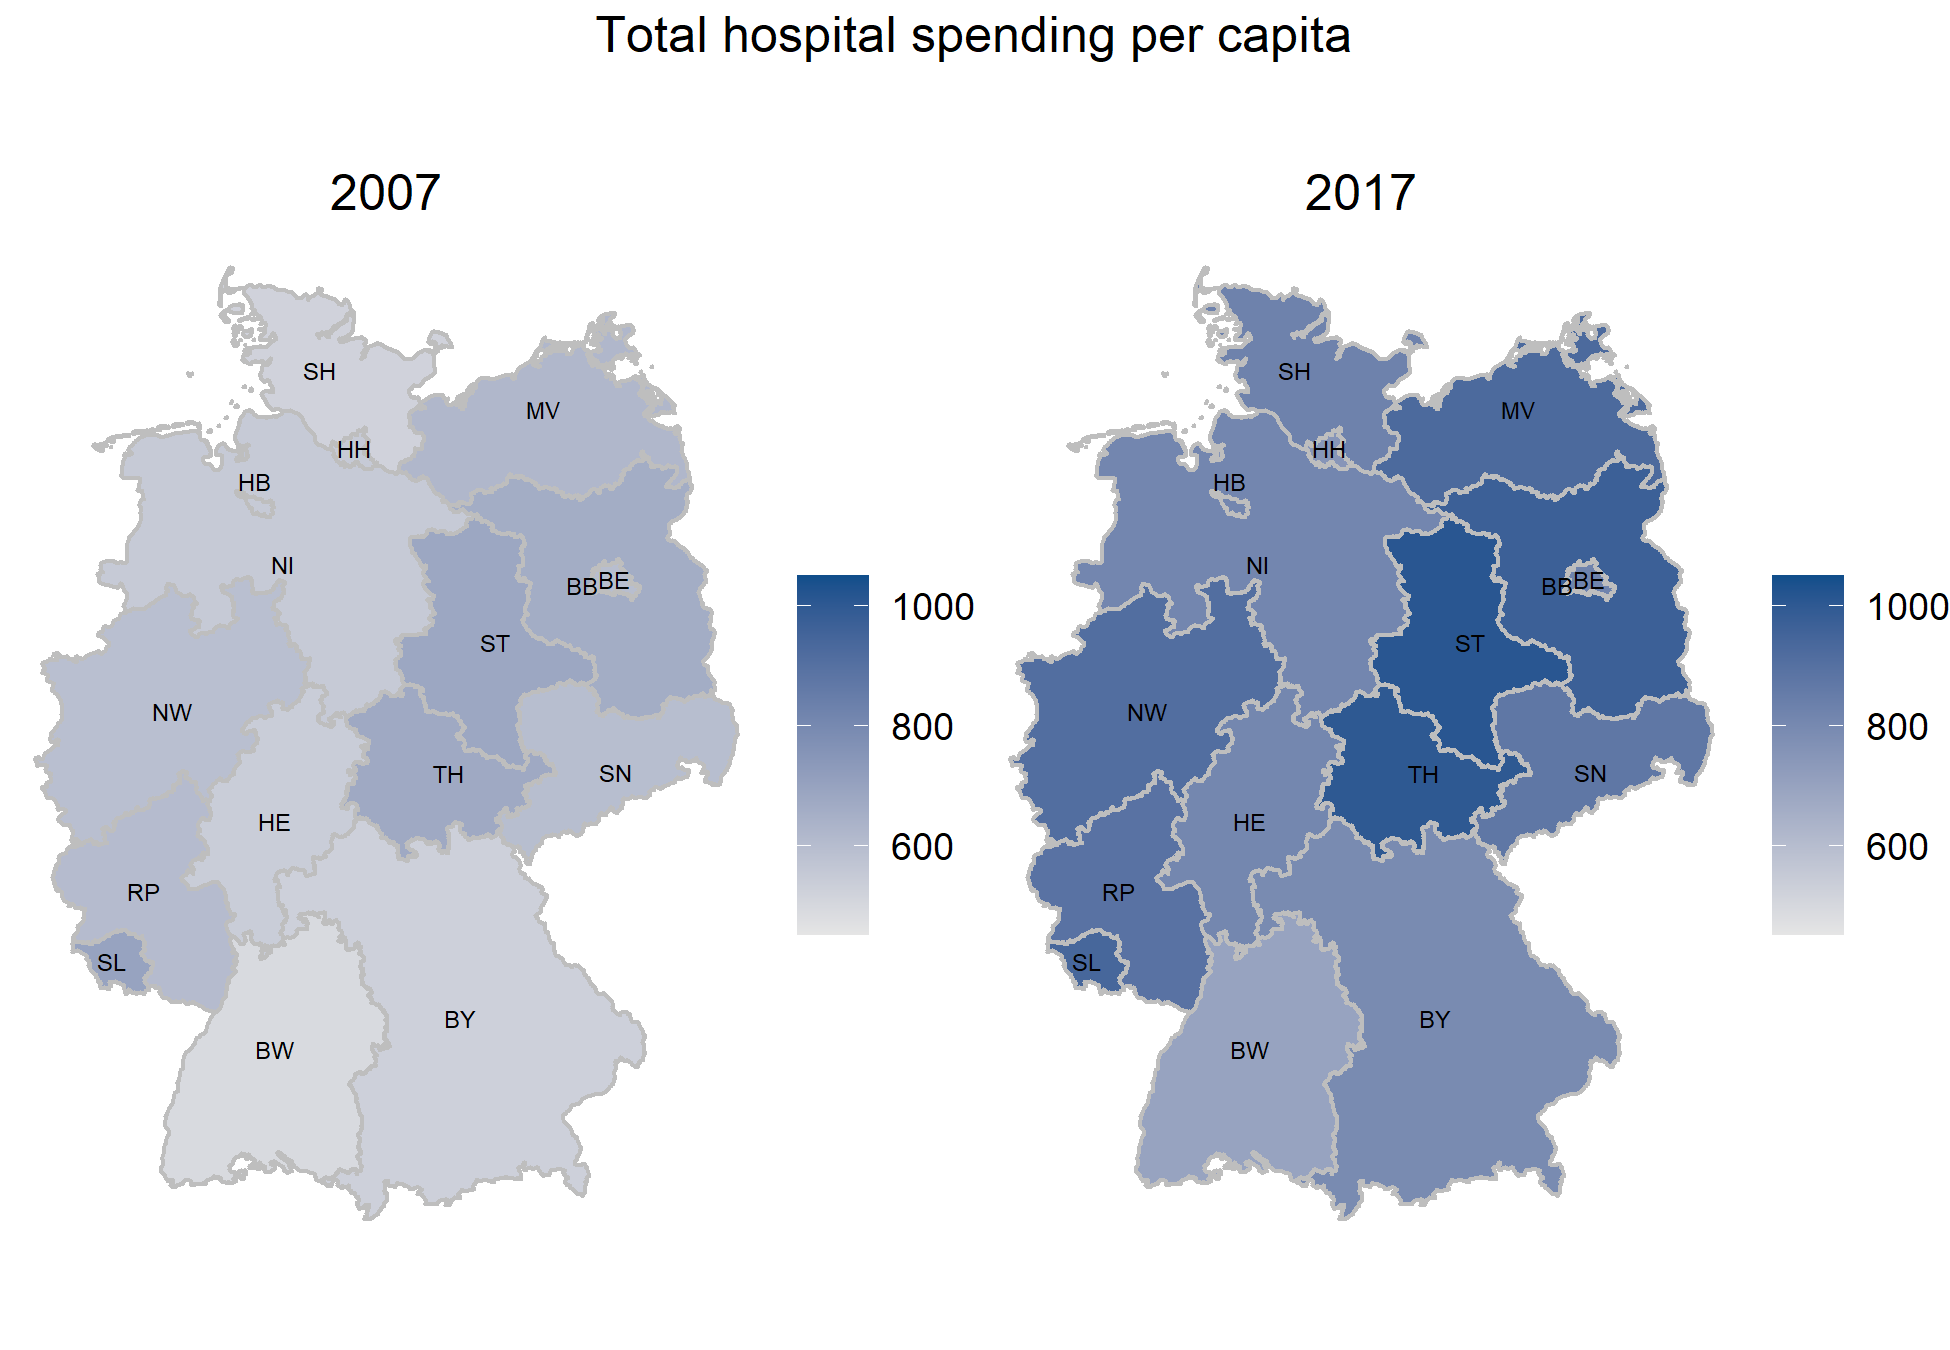 Total hospital spending per capita
2007
SH
MV
HH
HB
NI
BB
BE
ST
NW
TH
SN
HE
RP
SL
BY
BW
1000
800
600
2017
SH
MV
HH
HB
NI
BB
BE
ST
NW
TH
SN
HE
RP
SL
BY
BW
1000
800
600